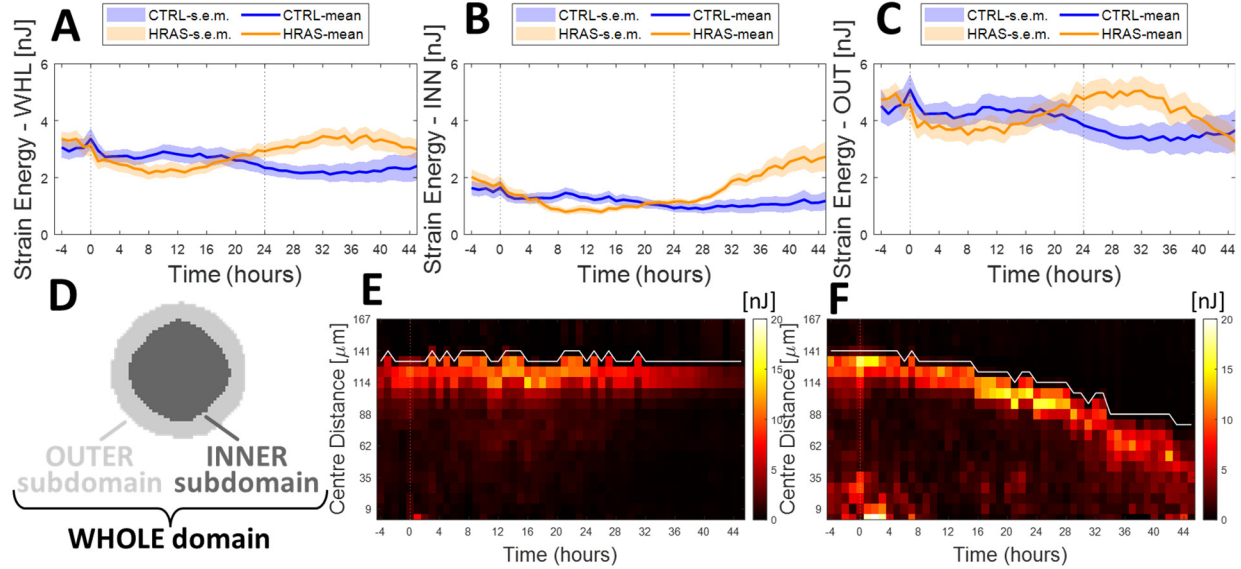 A
CTRL-s.e.m. CTRL-mean
HRAS-s.e.m. HRAS-mean
Strain Energy - WHL [nJ]
6
4
2
0
-4 0 4 8 12 16 20 24 28 32 36 40 44
Time (hours)
B
CTRL-s.e.m. CTRL-mean
HRAS-s.e.m. HRAS-mean
Strain Energy - INN [nJ]
6
4
2
0
-4 0 4 8 12 16 20 24 28 32 36 40 44
Time (hours)
C
CTRL-s.e.m. CTRL-mean
HRAS-s.e.m. HRAS-mean
Strain Energy - OUT [nJ]
6
4
2
0
-4 0 4 8 12 16 20 24 28 32 36 40 44
Time (hours)
D
OUTER
subdomain
INNER
subdomain
WHOLE domain
E
[nJ]
Centre Distance [μm]
167
141
114
88
62
35
9
-4 0 4 8 12 16 20 24 28 32 36 40 44
Time (hours)
20
15
10
5
0
F
[nJ]
Centre Distance [μm]
167
141
114
88
62
35
9
-4 0 4 8 12 16 20 24 28 32 36 40 44
Time (hours)
20
15
10
5
0